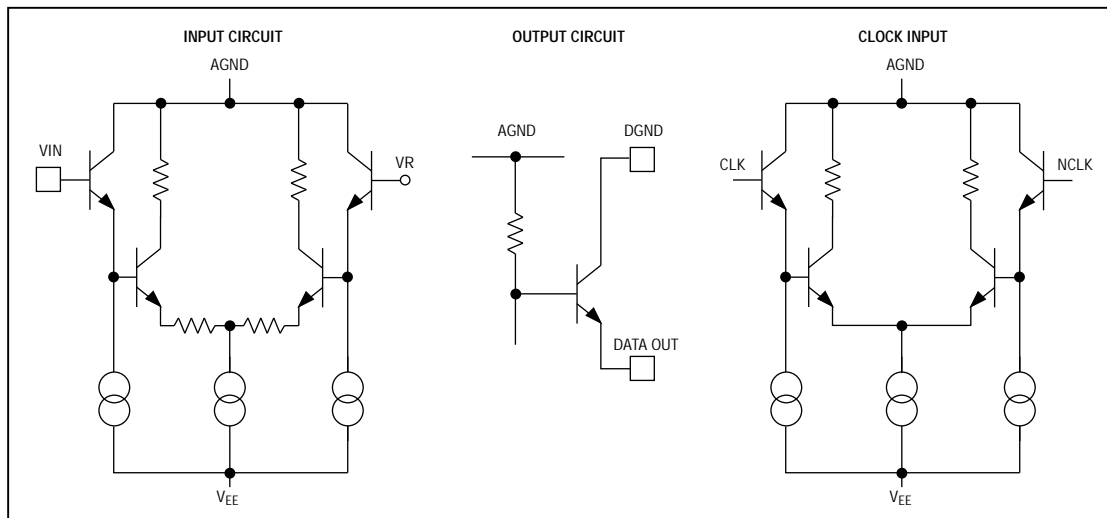 INPUT CIRCUIT
AGND
VIN
VR
VEE
OUTPUT CIRCUIT
AGND
DGND
DATA OUT
CLOCK INPUT
AGND
CLK
NCLK
VEE